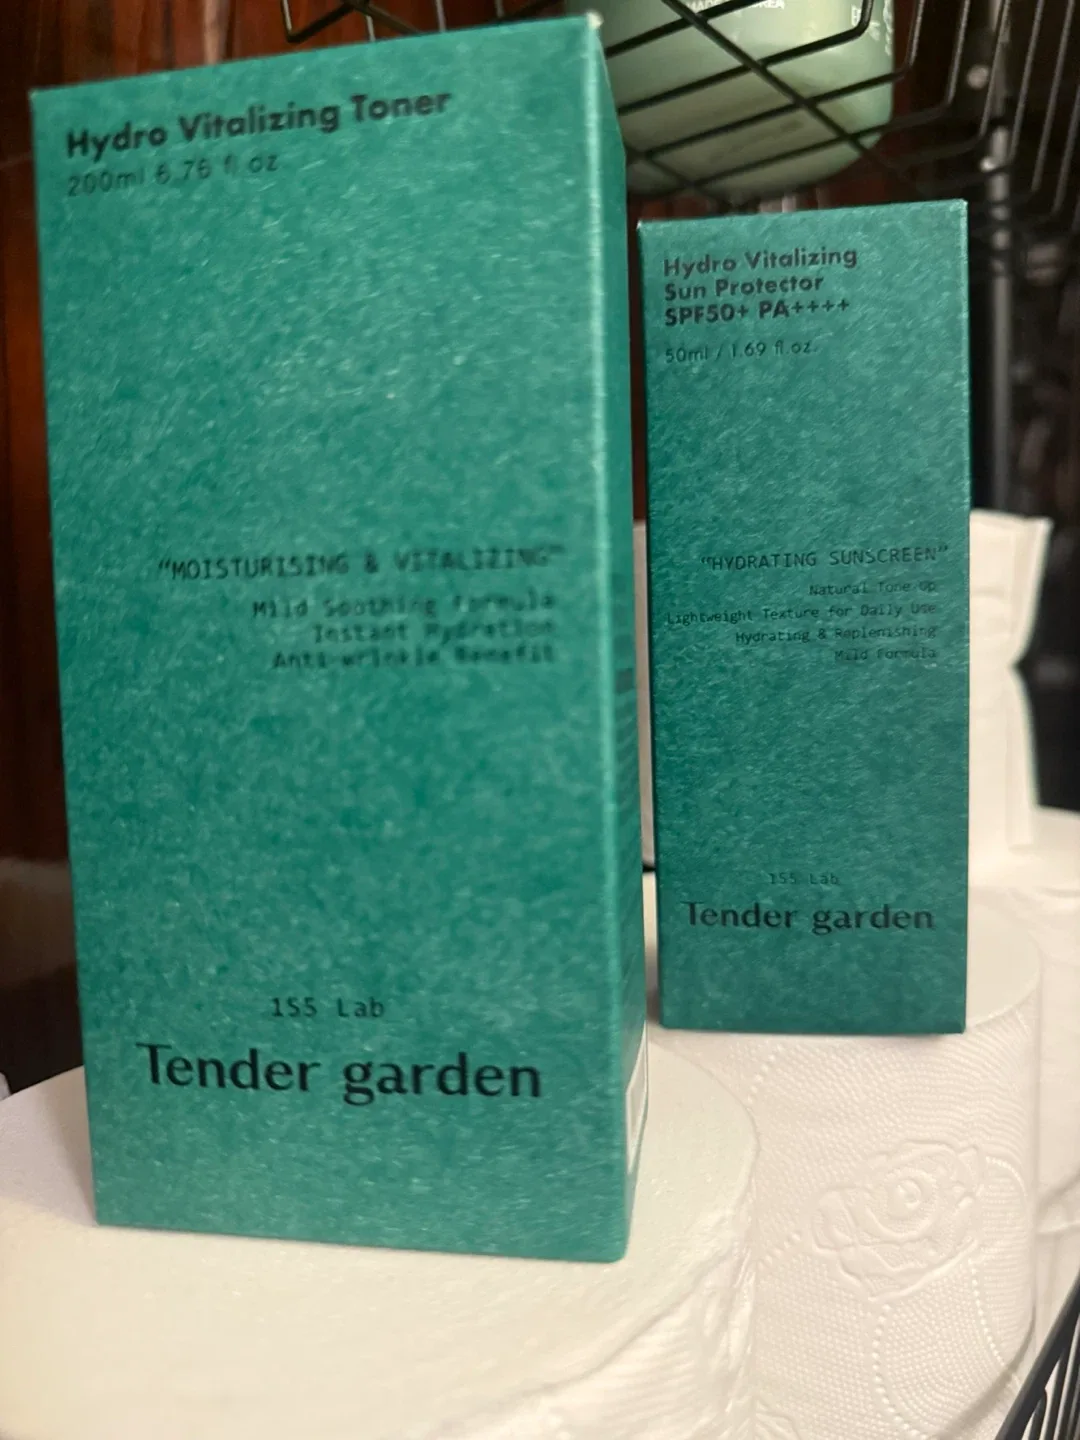 Hydro Vitalizing Toner
200ml 6.76 fl oz
"MOISTURISING & VITALIZING"
Mild Soothing Formula
Instant Hydration
Anti-wrinkle Benefit
155 Lab
Tender garden
Hydro Vitalizing
Sun Protector
SPF50+ PA++++
50ml / 1.69 fl.oz.
"HYDRATING SUNSCREEN"
Natural Tone Up
Lightweight Texture for Daily Use
Hydrating & Replenishing
Mild Formula
155 Lab
Tender garden